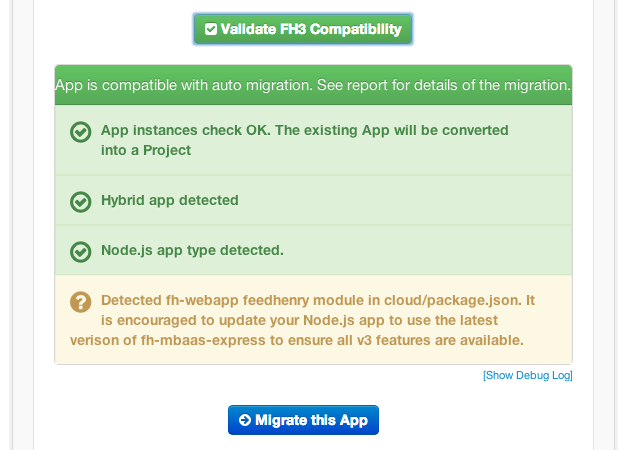 Validate FH3 Compatibility
App is compatible with auto migration. See report for details of the migration.
App instances check OK. The existing App will be converted
into a Project
Hybrid app detected
Node.js app type detected.
Detected fh-webapp feedhenry module in cloud/package.json. It
is encouraged to update your Node.js app to use the latest
verison of fh-mbaas-express to ensure all v3 features are available.
[Show Debug Log]
Migrate this App